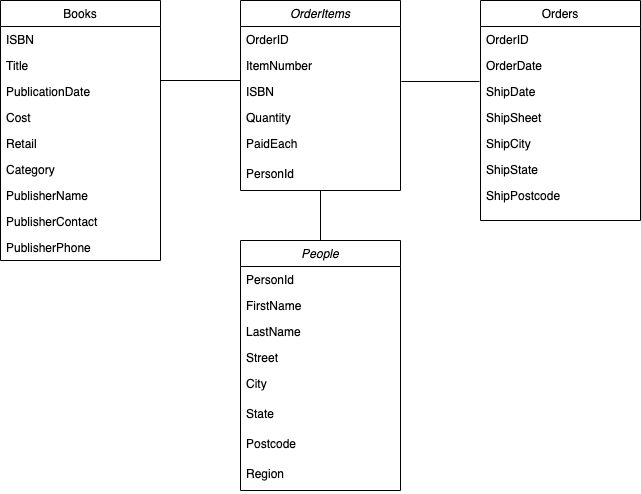 Books
ISBN
Title
PublicationDate
Cost
Retail
Category
PublisherName
PublisherContact
PublisherPhone
OrderItems
OrderID
ItemNumber
ISBN
Quantity
PaidEach
PersonId
Orders
OrderID
OrderDate
ShipDate
ShipSheet
ShipCity
ShipState
ShipPostcode
People
PersonId
FirstName
LastName
Street
City
State
Postcode
Region